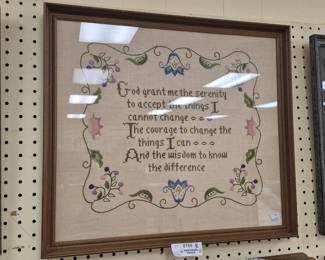 God grant me the serenity
to accept the things I
cannot change
The courage to change the
things I can
And the wisdom to know
the difference